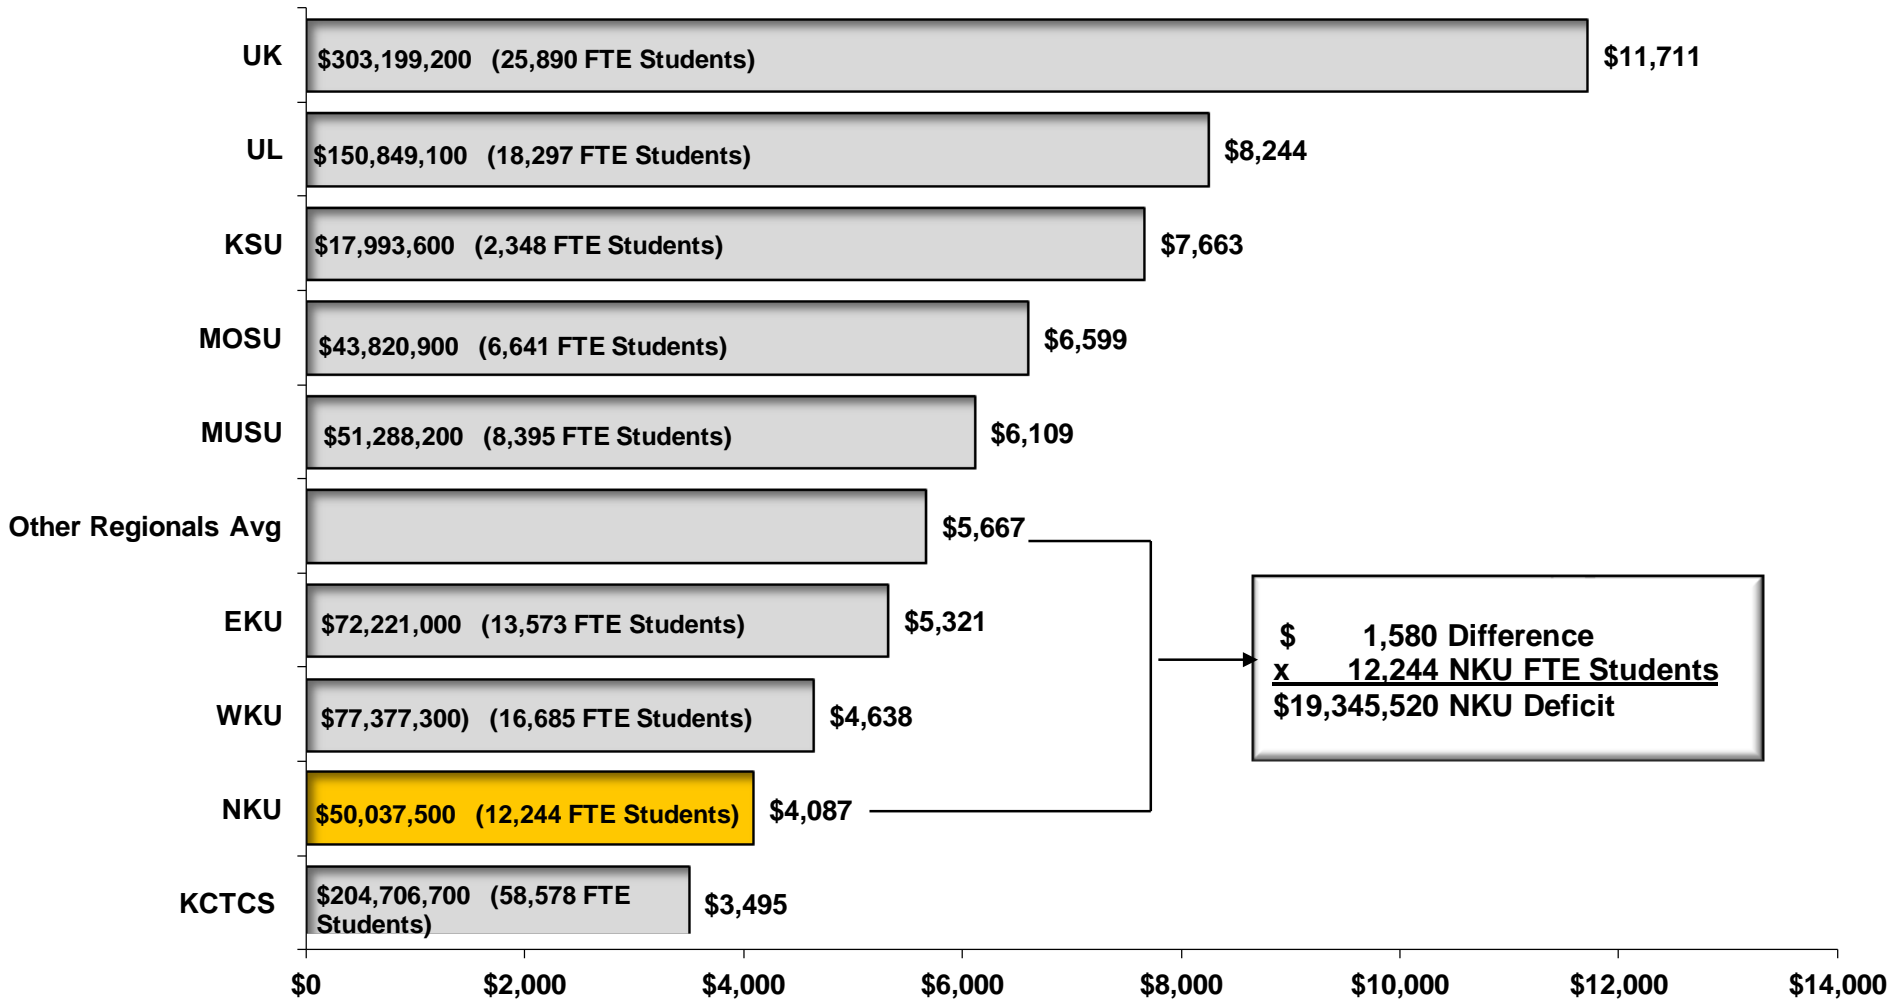 UK $303,199,200 (25,890 FTE Students) $11,711
UL $150,849,100 (18,297 FTE Students) $8,244
KSU $17,993,600 (2,348 FTE Students) $7,663
MOSU $43,820,900 (6,641 FTE Students) $6,599
MUSU $51,288,200 (8,395 FTE Students) $6,109
Other Regionals Avg $5,667
EKU $72,221,000 (13,573 FTE Students) $5,321
WKU $77,377,300) (16,685 FTE Students) $4,638
NKU $50,037,500 (12,244 FTE Students) $4,087
KCTCS $204,706,700 (58,578 FTE
Students) $3,495
$ 1,580 Difference
x 12,244 NKU FTE Students
$19,345,520 NKU Deficit
$0 $2,000 $4,000 $6,000 $8,000 $10,000 $12,000 $14,000